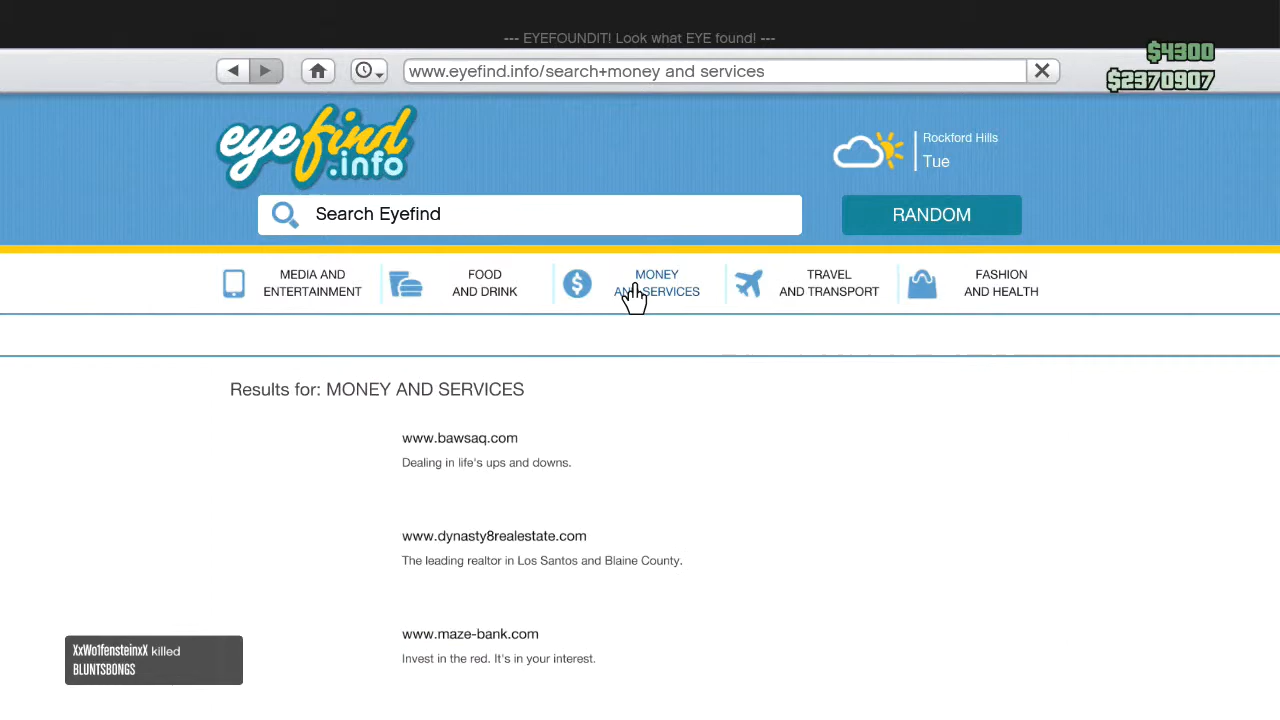 --- EYEFOUNDIT! Look what EYE found! ---
$4300
www.eyefind.info/search+money and services
$2370907
eyefind
.info
Rockford Hills
Tue
Search Eyefind
RANDOM
MEDIA AND
ENTERTAINMENT
FOOD
AND DRINK
MONEY
AND SERVICES
TRAVEL
AND TRANSPORT
FASHION
AND HEALTH
Results for: MONEY AND SERVICES
www.bawsaq.com
Dealing in life's ups and downs.
www.dynasty8realestate.com
The leading realtor in Los Santos and Blaine County.
www.maze-bank.com
Invest in the red. It's in your interest.
XxWo1fensteinxX killed
BLUNTSBONGS